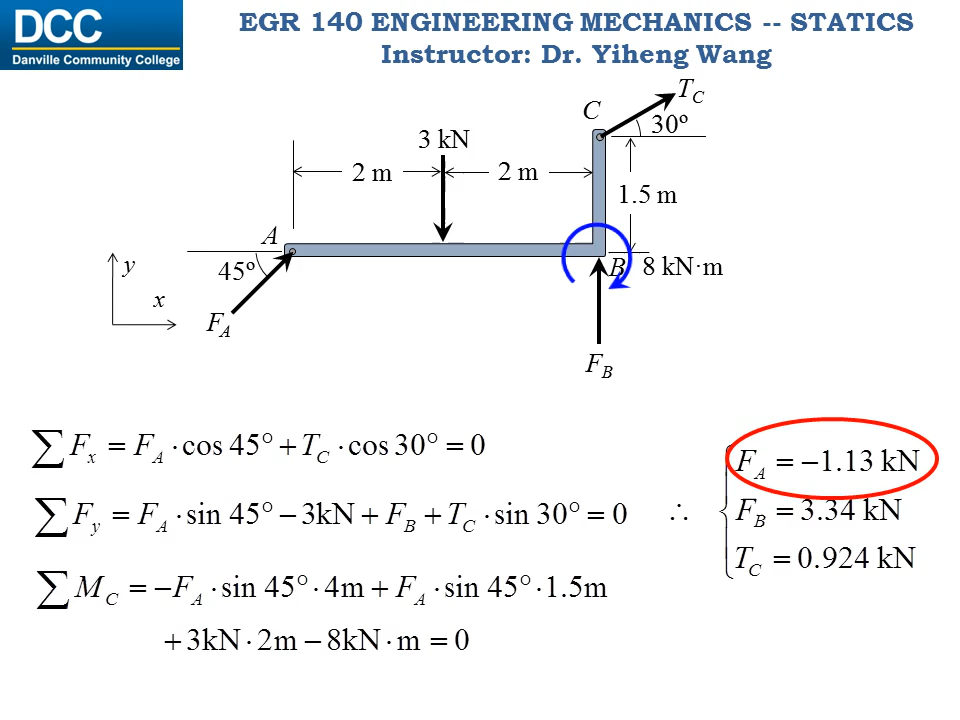 DCC
Danville Community College
EGR 140 ENGINEERING MECHANICS -- STATICS
Instructor: Dr. Yiheng Wang
T_C
C
30º
3 kN
2 m
2 m
1.5 m
A
45º
B
8 kN·m
y
x
F_A
F_B
∑ F_x = F_A · cos 45° + T_C · cos 30° = 0
∑ F_y = F_A · sin 45° − 3kN + F_B + T_C · sin 30° = 0
∑ M_C = −F_A · sin 45° · 4m + F_A · sin 45° · 1.5m
+ 3kN · 2m − 8kN · m = 0
∴
F_A = −1.13 kN
F_B = 3.34 kN
T_C = 0.924 kN